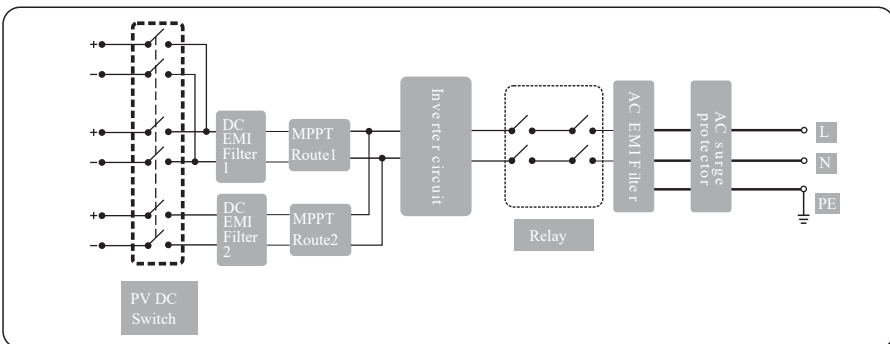 +
−
+
−
+
−
PV DC
Switch
DC
EMI
Filter
1
DC
EMI
Filter
2
MPPT
Route1
MPPT
Route2
Inverter circuit
Relay
AC EMI Filter
AC surge
protector
L
N
PE